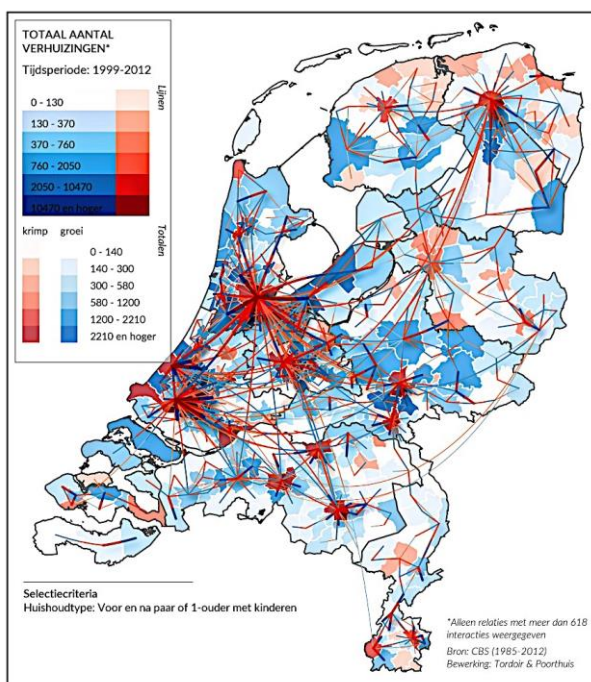 TOTAAL AANTAL
VERHUIZINGEN*
Tijdsperiode: 1999-2012
Lijnen
0 - 130
130 - 370
370 - 760
760 - 2050
2050 - 10470
10470 en hoger
Totalen
krimp groei
0 - 140
140 - 300
300 - 580
580 - 1200
1200 - 2210
2210 en hoger
Selectiecriteria
Huishoudtype: Voor en na paar of 1-ouder met kinderen
*Alleen relaties met meer dan 618
interacties weergegeven
Bron: CBS (1985-2012)
Bewerking: Tordoir & Poorthuis